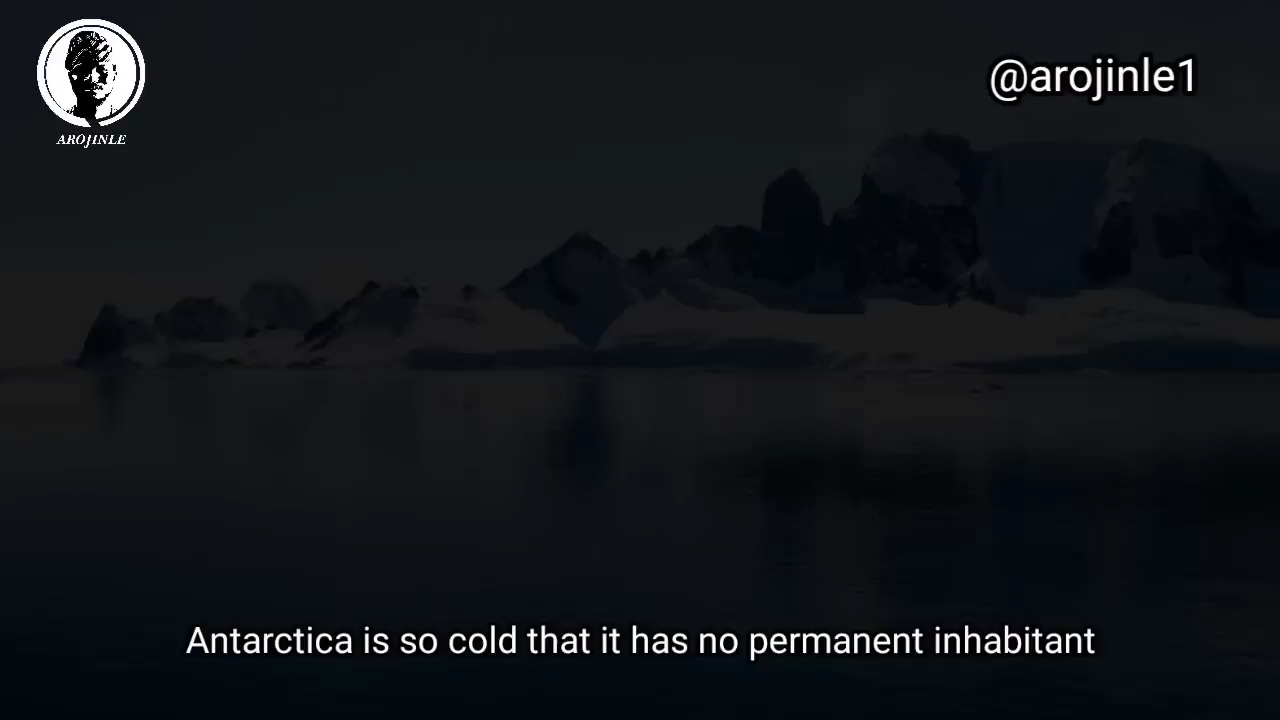 @arojinle1
AROJINLE
Antarctica is so cold that it has no permanent inhabitant